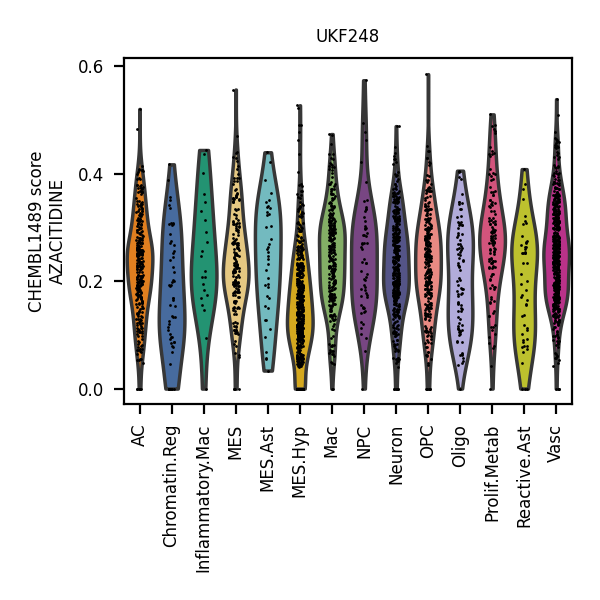 UKF248
CHEMBL1489 score
AZACITIDINE
0.6
0.4
0.2
0.0
AC
Chromatin.Reg
Inflammatory.Mac
MES
MES.Ast
MES.Hyp
Mac
NPC
Neuron
OPC
Oligo
Prolif.Metab
Reactive.Ast
Vasc